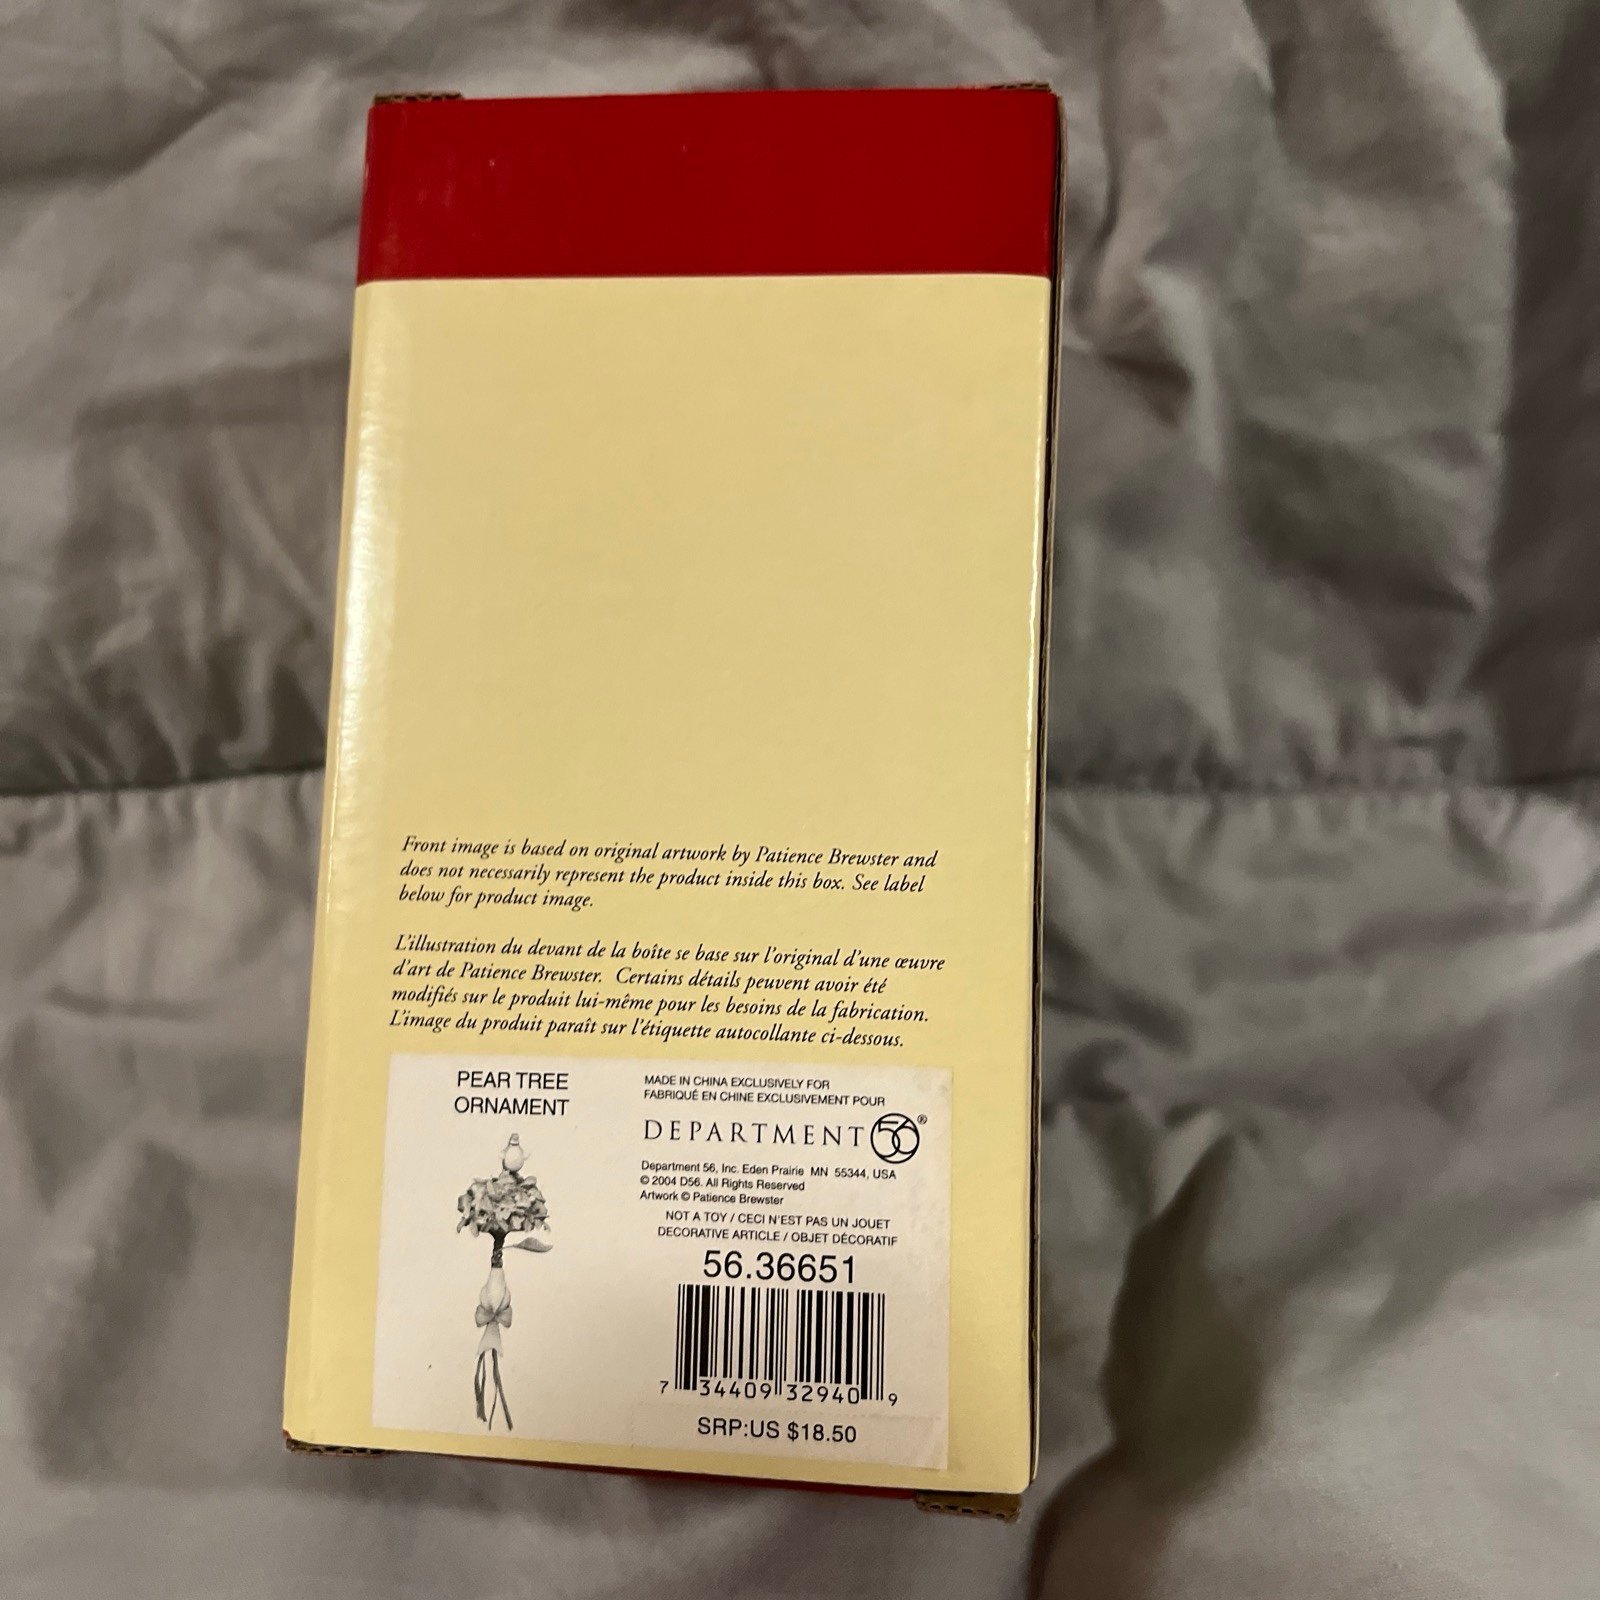 Front image is based on original artwork by Patience Brewster and
does not necessarily represent the product inside this box. See label
below for product image.
L'illustration du devant de la boîte se base sur l'original d'une œuvre
d'art de Patience Brewster. Certains détails peuvent avoir été
modifiés sur le produit lui-même pour les besoins de la fabrication.
L'image du produit paraît sur l'étiquette autocollante ci-dessous.
PEAR TREE
ORNAMENT
MADE IN CHINA EXCLUSIVELY FOR
FABRIQUÉ EN CHINE EXCLUSIVEMENT POUR
DEPARTMENT 56®
Department 56, Inc. Eden Prairie MN 55344, USA
© 2004 D56. All Rights Reserved
Artwork © Patience Brewster
NOT A TOY / CECI N'EST PAS UN JOUET
DECORATIVE ARTICLE / OBJET DÉCORATIF
56.36651
7 34409 32940 9
SRP:US $18.50